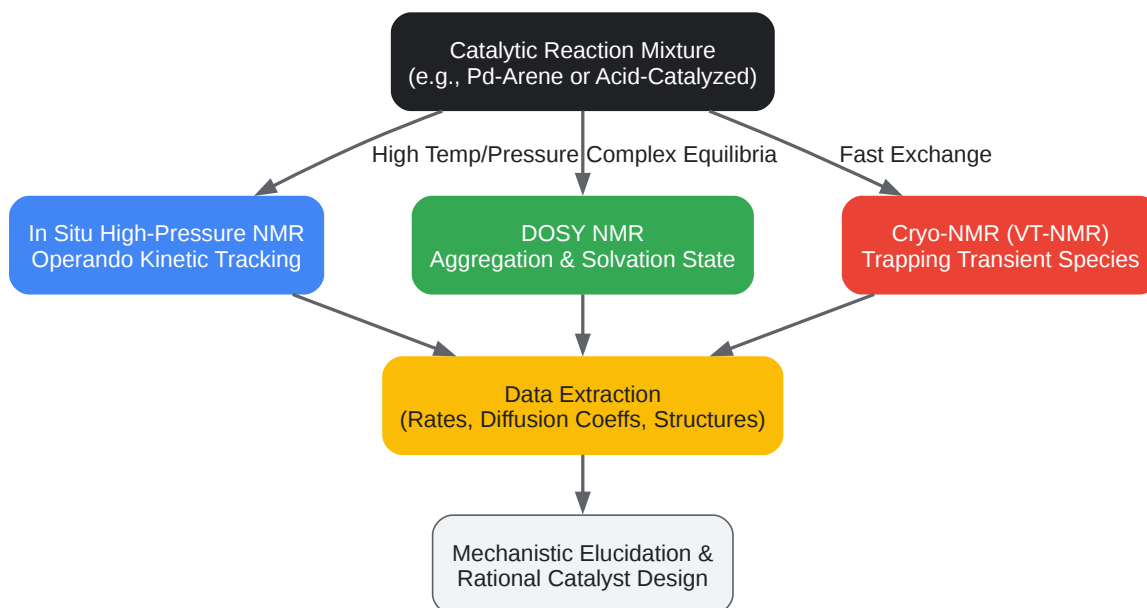 Catalytic Reaction Mixture
(e.g., Pd-Arene or Acid-Catalyzed)
High Temp/Pressure
Complex Equilibria
Fast Exchange
In Situ High-Pressure NMR
Operando Kinetic Tracking
DOSY NMR
Aggregation & Solvation State
Cryo-NMR (VT-NMR)
Trapping Transient Species
Data Extraction
(Rates, Diffusion Coeffs, Structures)
Mechanistic Elucidation &
Rational Catalyst Design